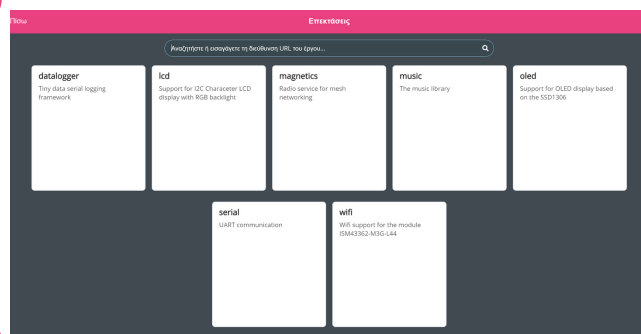 Πίσω
Επεκτάσεις
Αναζητήστε ή εισαγάγετε τη διεύθυνση URL του έργου...
datalogger
Tiny data serial logging
framework
lcd
Support for I2C Characeter LCD
display with RGB backlight
magnetics
Radio service for mesh
networking
music
The music library
oled
Support for OLED display based
on the SSD1306
serial
UART communication
wifi
Wifi support for the module
ISM43362-M3G-L44